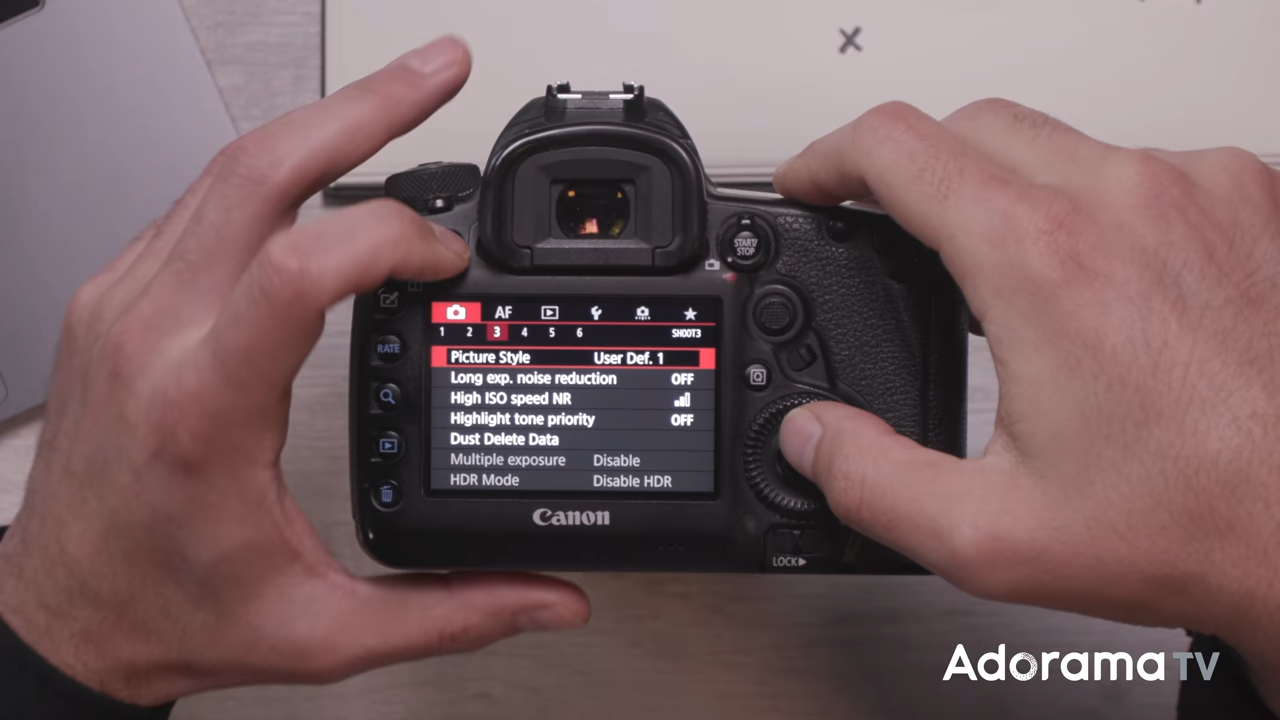 START/
STOP
RATE
AF
1 2 3 4 5 6 SHOOT3
Picture Style User Def. 1
Long exp. noise reduction OFF
High ISO speed NR
Highlight tone priority OFF
Dust Delete Data
Multiple exposure Disable
HDR Mode Disable HDR
Q
Canon
LOCK▶
Adorama TV